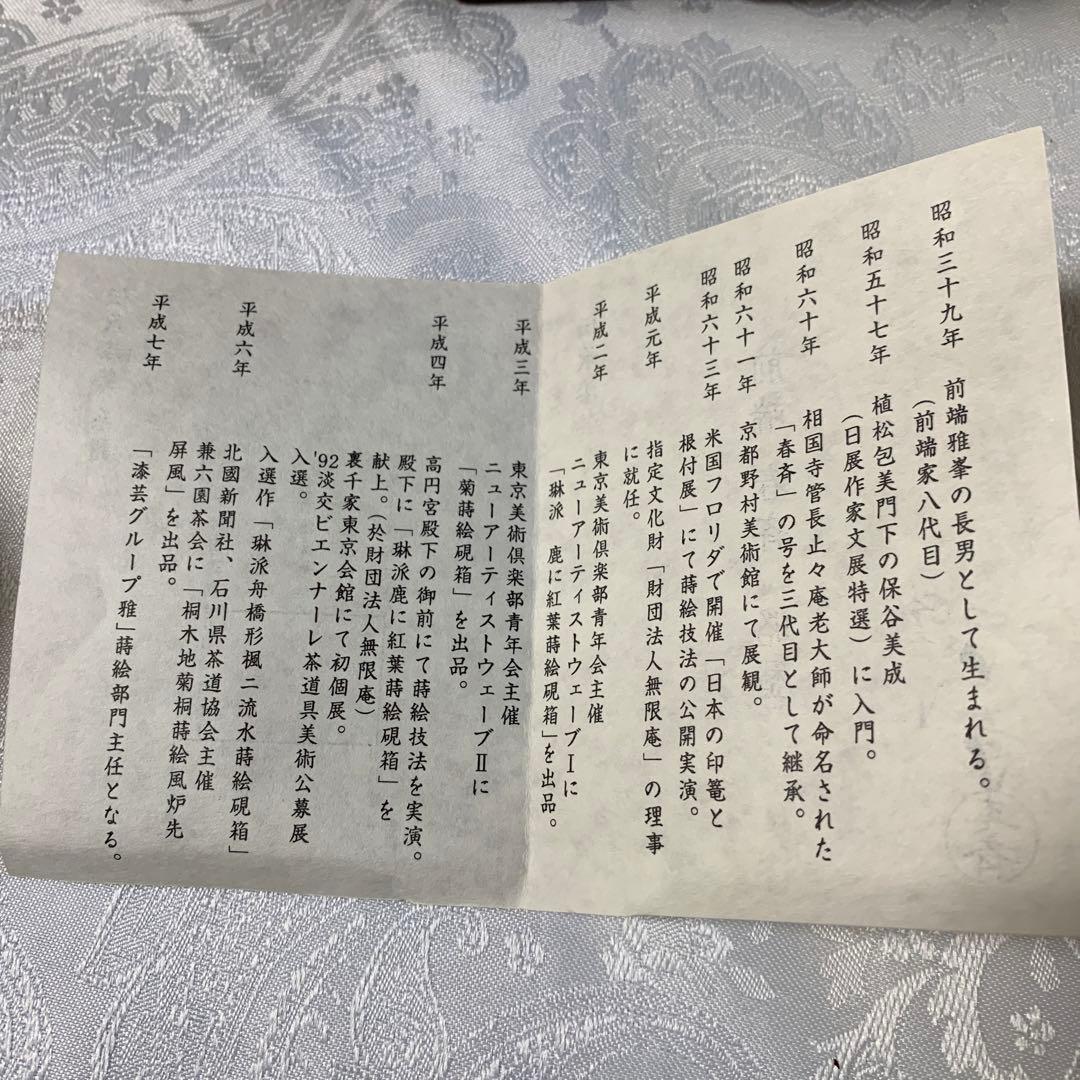 昭和三十九年　前端雅峯の長男として生まれる。
（前端家八代目）
昭和五十七年　植松包美門下の保谷美成
（日展作家文展特選）に入門。
昭和六十年　相国寺管長止々庵老大師が命名された
「春斉」の号を三代目として継承。
昭和六十一年　京都野村美術館にて展観。
昭和六十三年　米国フロリダで開催「日本の印篭と
根付展」にて蒔絵技法の公開実演。
平成元年　指定文化財「財団法人無限庵」の理事
に就任。
平成二年　東京美術倶楽部青年会主催
ニューアーティストウェーブⅠに
「琳派　鹿に紅葉蒔絵硯箱」を出品。
平成三年　東京美術倶楽部青年会主催
ニューアーティストウェーブⅡに
「菊蒔絵硯箱」を出品。
平成四年　高円宮殿下の御前にて蒔絵技法を実演。
殿下に「琳派鹿に紅葉蒔絵硯箱」を
献上。（於財団法人無限庵）
裏千家東京会館にて初個展。
'92淡交ビエンナーレ茶道具美術公募展
入選。
入選作「琳派舟橋形楓二流水蒔絵硯箱」
平成六年　北國新聞社、石川県茶道協会主催
兼六園茶会に「桐木地菊桐蒔絵風炉先
屏風」を出品。
平成七年　「漆芸グループ雅」蒔絵部門主任となる。